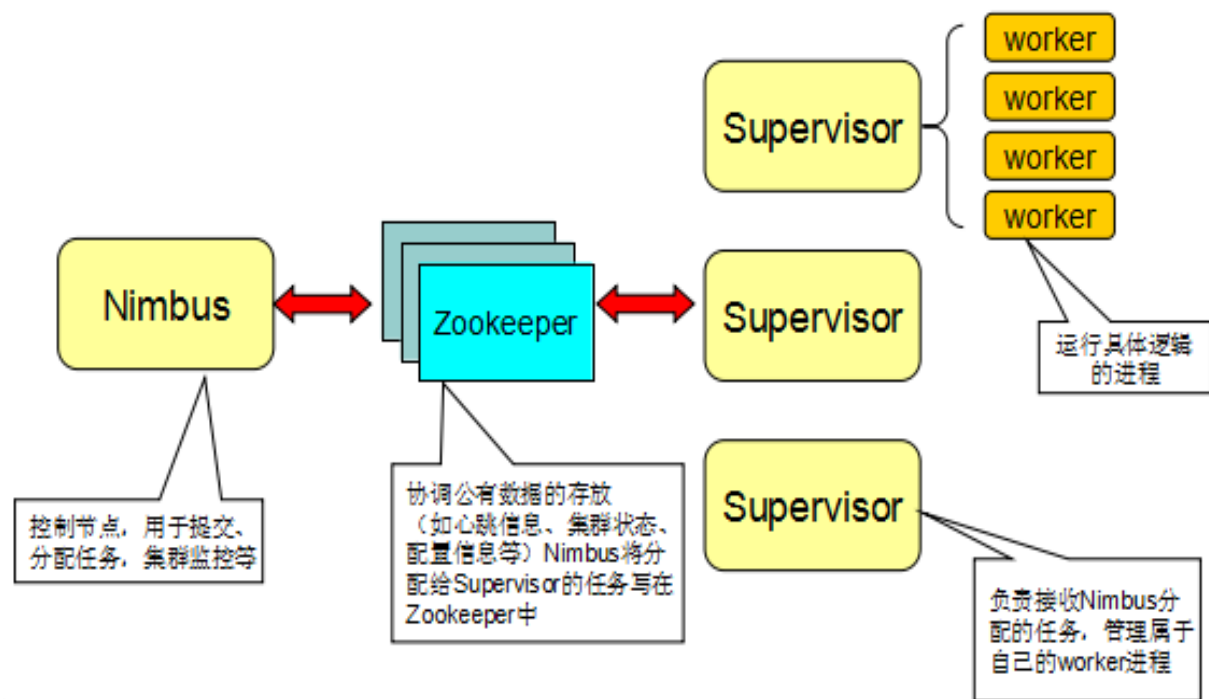 worker
worker
Supervisor
worker
worker
Nimbus
Zookeeper
Supervisor
运行具体逻辑
的进程
控制节点，用于提交、
分配任务，集群监控等
协调公有数据的存放
（如心跳信息、集群状态、
配置信息等）Nimbus将分
配给Supervisor的任务写在
Zookeeper中
Supervisor
负责接收Nimbus分
配的任务，管理属于
自己的worker进程